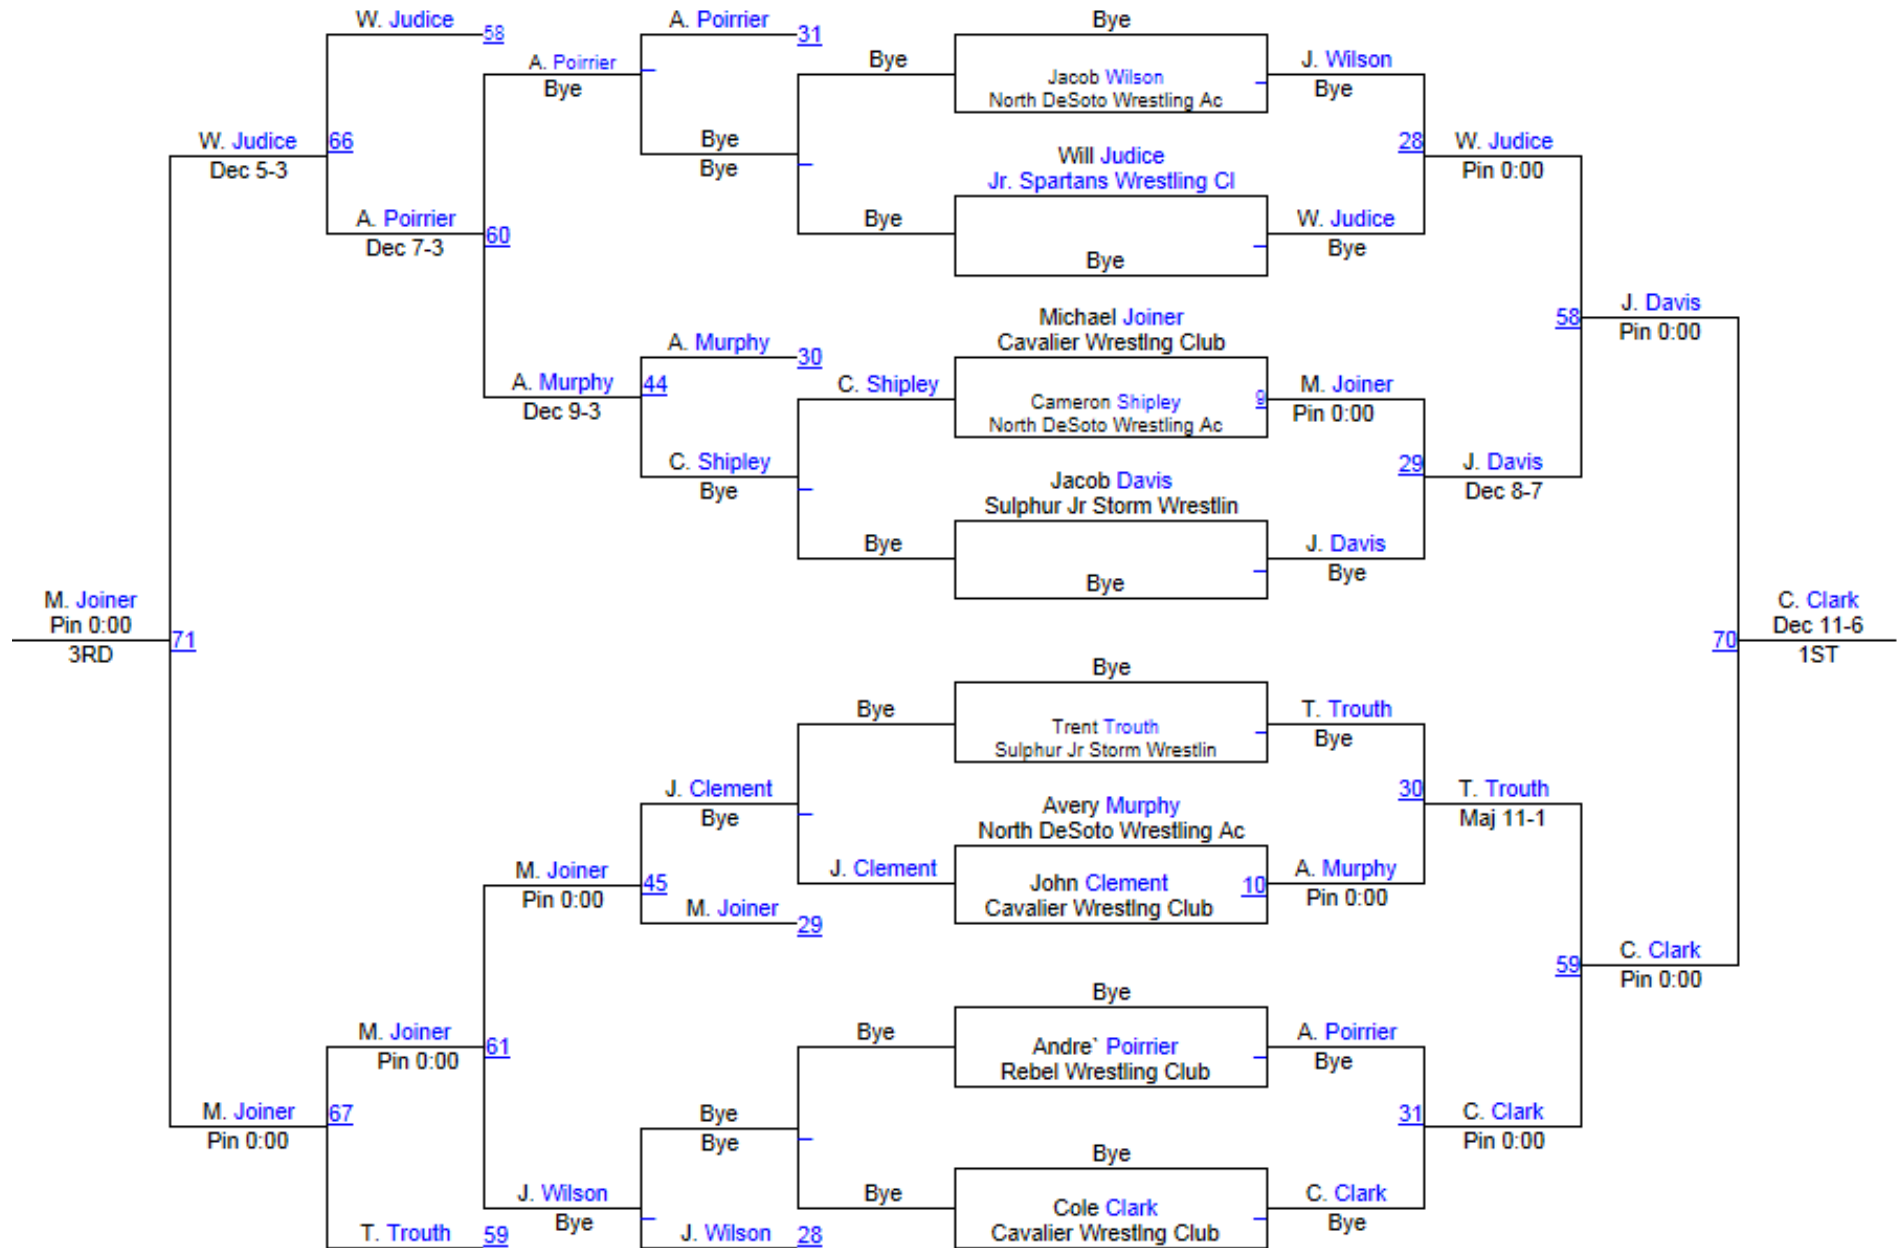 W. Judice
58
A. Poirrier
Bye
A. Poirrier
31
Bye
Bye
Jacob Wilson
North DeSoto Wrestling Ac
J. Wilson
Bye
W. Judice
Dec 5-3
66
Bye
Bye
Will Judice
Jr. Spartans Wrestling Cl
28
W. Judice
Pin 0:00
A. Poirrier
Dec 7-3
60
Bye
Bye
W. Judice
Bye
Michael Joiner
Cavalier Wrestlng Club
58
J. Davis
Pin 0:00
A. Murphy
30
A. Murphy
Dec 9-3
44
C. Shipley
Cameron Shipley
North DeSoto Wrestling Ac
9
M. Joiner
Pin 0:00
C. Shipley
Bye
Jacob Davis
Sulphur Jr Storm Wrestlin
29
J. Davis
Dec 8-7
Bye
Bye
J. Davis
Bye
M. Joiner
Pin 0:00
3RD
71
70
C. Clark
Dec 11-6
1ST
Bye
Bye
Trent Trouth
Sulphur Jr Storm Wrestlin
T. Trouth
Bye
J. Clement
Bye
Avery Murphy
North DeSoto Wrestling Ac
30
T. Trouth
Maj 11-1
M. Joiner
Pin 0:00
45
J. Clement
John Clement
Cavalier Wrestlng Club
10
A. Murphy
Pin 0:00
M. Joiner
29
59
C. Clark
Pin 0:00
Bye
M. Joiner
Pin 0:00
61
Bye
Andre` Poirrier
Rebel Wrestling Club
A. Poirrier
Bye
M. Joiner
Pin 0:00
67
Bye
Bye
31
C. Clark
Pin 0:00
Bye
J. Wilson
Bye
Bye
Cole Clark
Cavalier Wrestlng Club
C. Clark
Bye
T. Trouth
59
J. Wilson
28